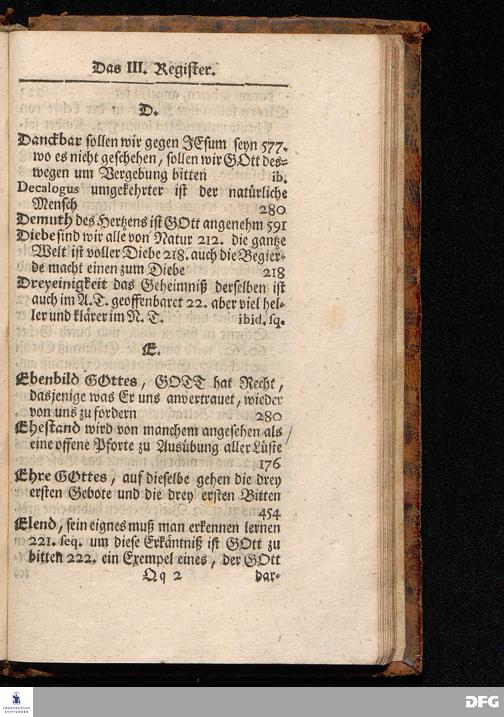 Das III. Register.
D.
Danckbar sollen wir gegen JEsum seyn 577.
wo es nicht geschehen, sollen wir GOtt des-
wegen um Vergebung bitten ib.
Decalogus umgekehrter ist der natürliche
Mensch 280
Demuth des Hertzens ist GOtt angenehm 591
Diebe sind wir alle von Natur 212. die gantze
Welt ist voller Diebe 218. auch die Begier-
de macht einen zum Diebe 218
Dreyeinigkeit das Geheimniß derselben ist
auch im A. T. geoffenbaret 22. aber viel hel-
ler und klärer im N. T. ibid. sq.
E.
Ebenbild GOttes, GOTT hat Recht,
dasjenige was Er uns anvertrauet, wieder
von uns zu fordern 280
Ehestand wird von manchem angesehen als
eine offene Pforte zu Ausübung aller Lüste
176
Ehre GOttes, auf dieselbe gehen die drey
ersten Gebote und die drey ersten Bitten
454
Elend, sein eignes muß man erkennen lernen
221. seq. um diese Erkäntniß ist GOtt zu
bitten 222. ein Exempel eines, der GOtt
Qq 2 dar-
FRANCKESCHE
STIFTUNGEN
DFG